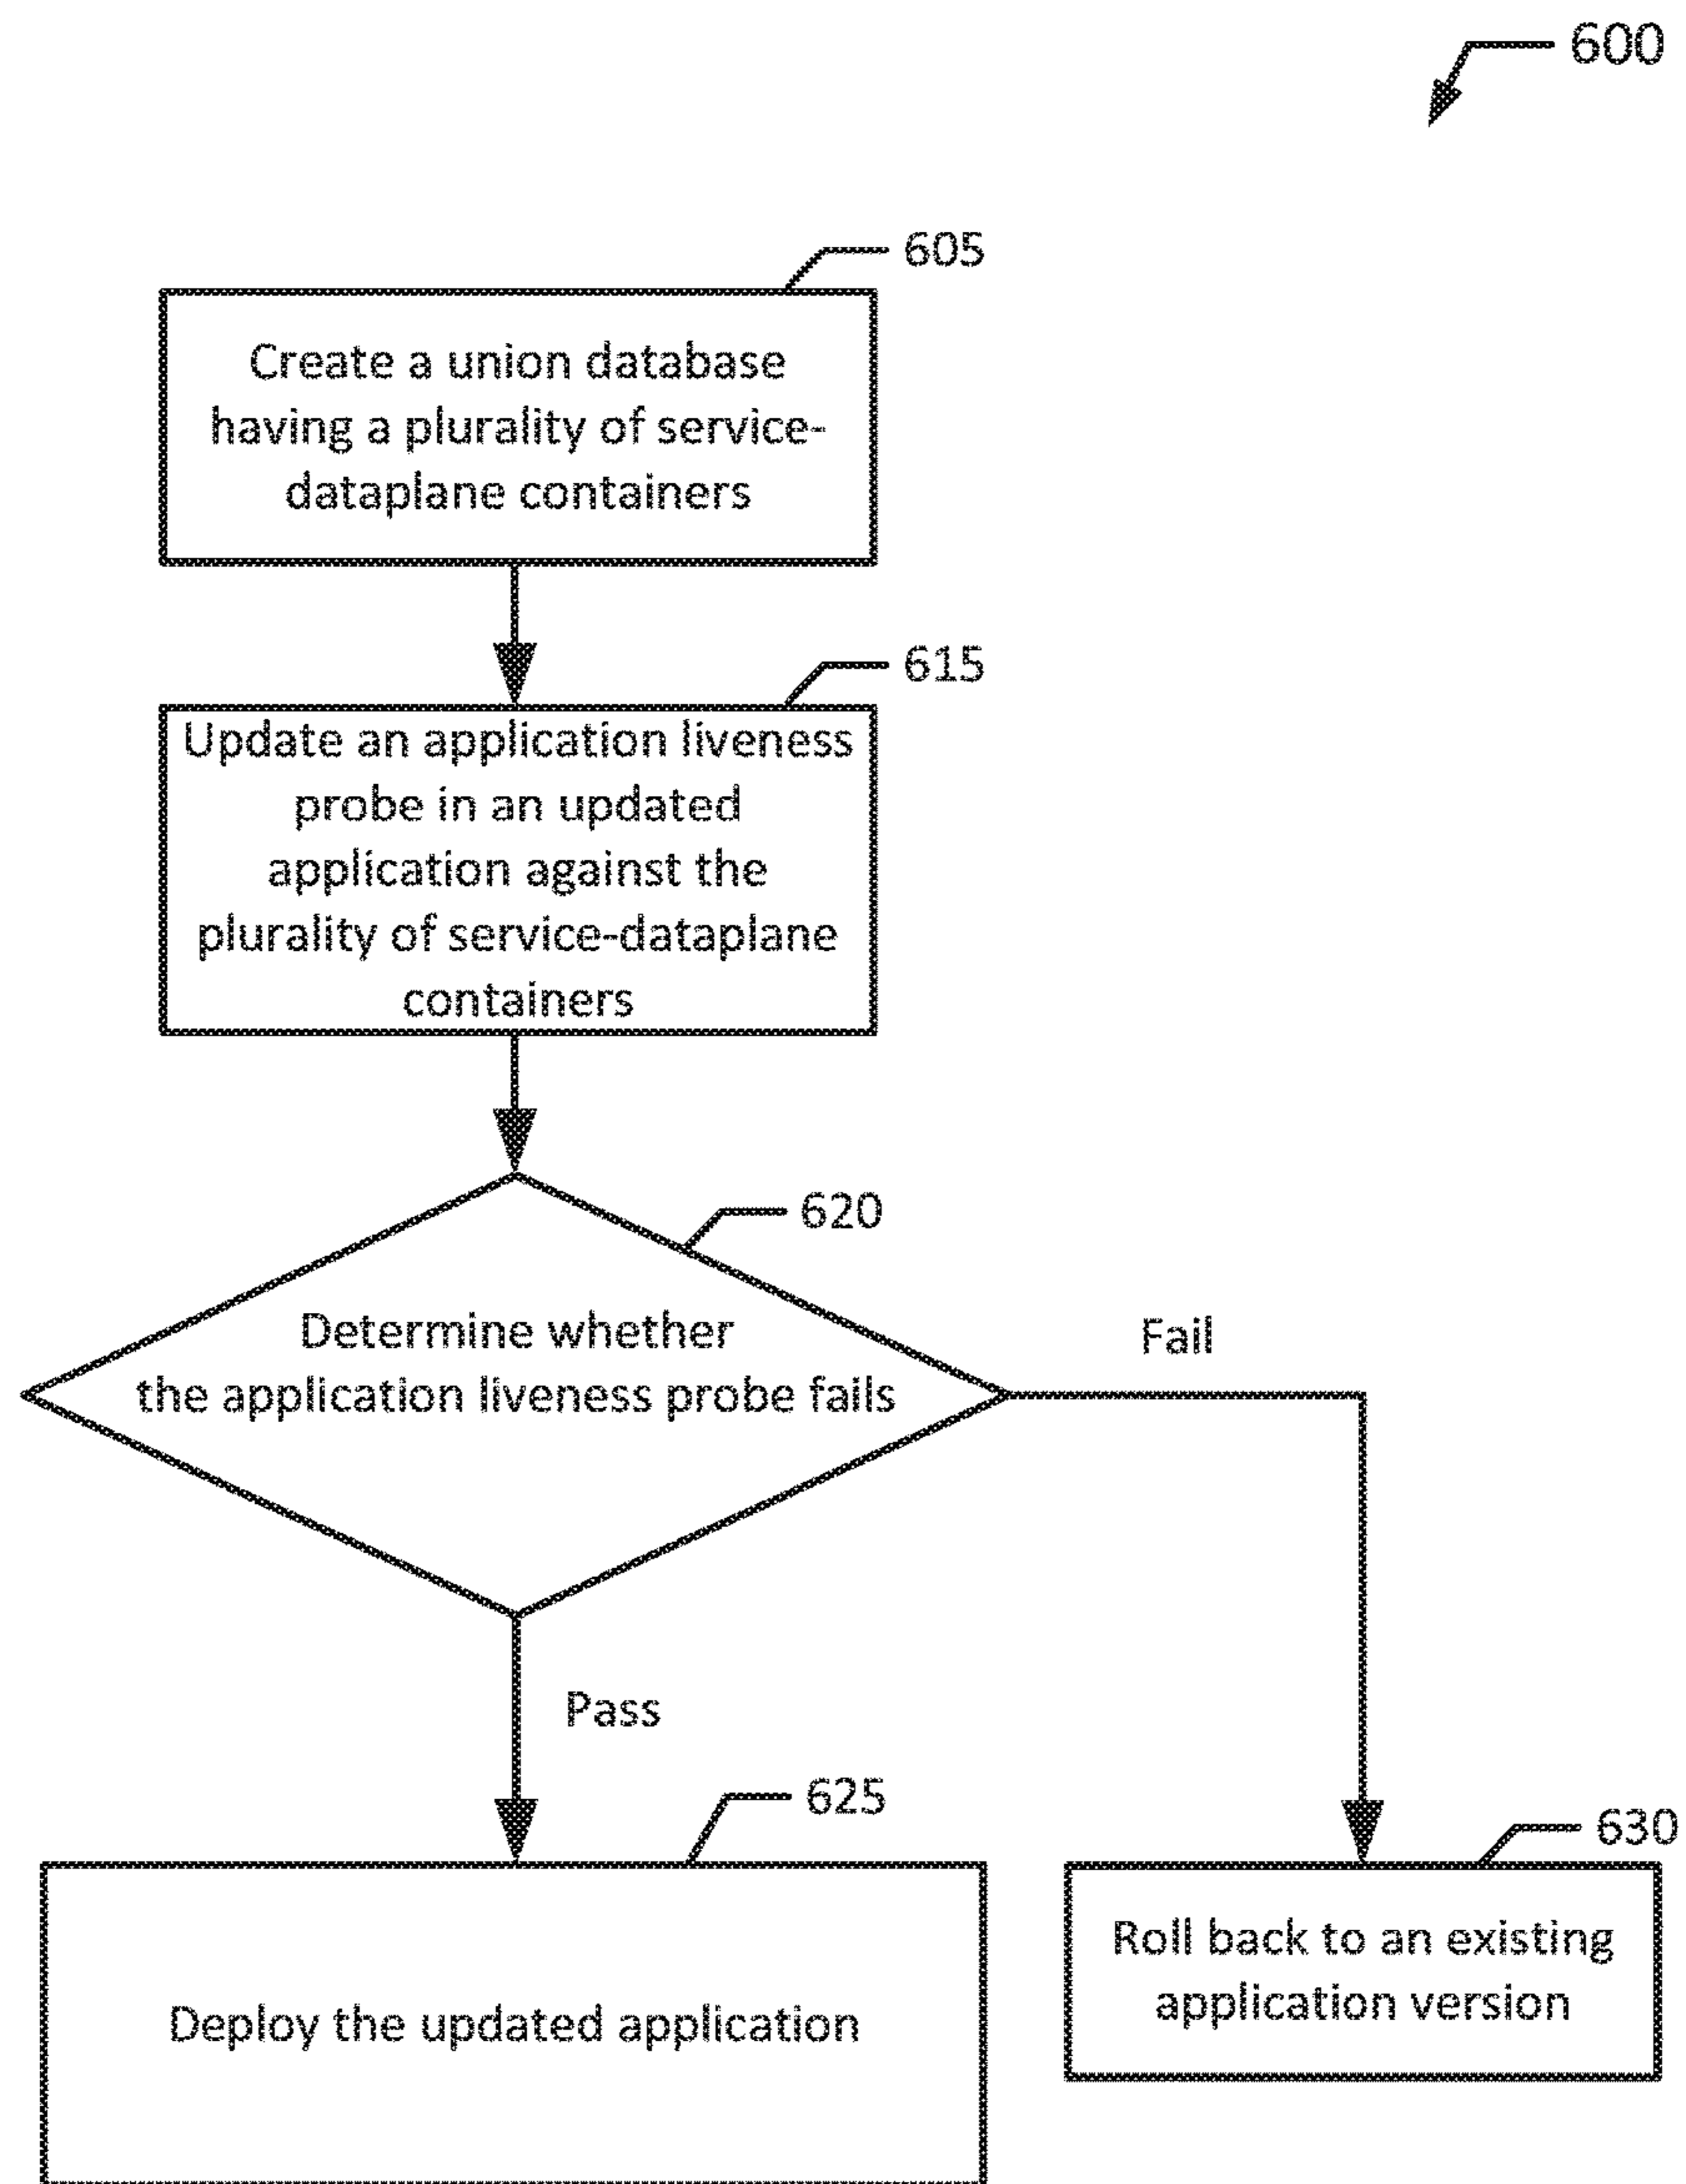 600
605
Create a union database
having a plurality of service-
dataplane containers
615
Update an application liveness
probe in an updated
application against the
plurality of service-dataplane
containers
620
Determine whether
the application liveness probe fails
Fail
Pass
625
Deploy the updated application
630
Roll back to an existing
application version